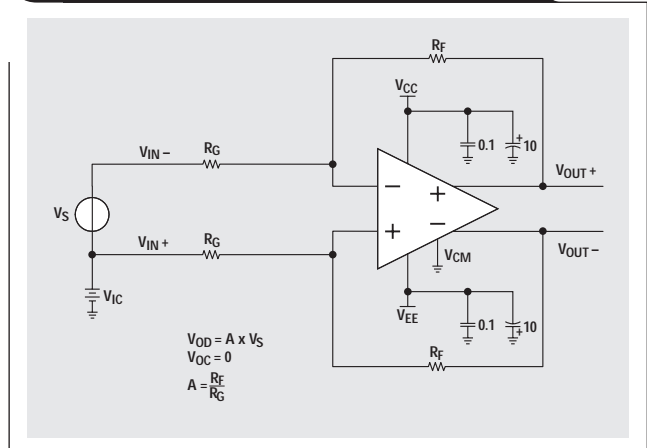 RF
VCC
+
0.1
10
VIN −
RG
VOUT +
−
+
VS
VIN +
RG
+
−
VOUT −
VCM
VIC
VEE
0.1
+
10
VOD = A x VS
VOC = 0
A = RF
RG
RF